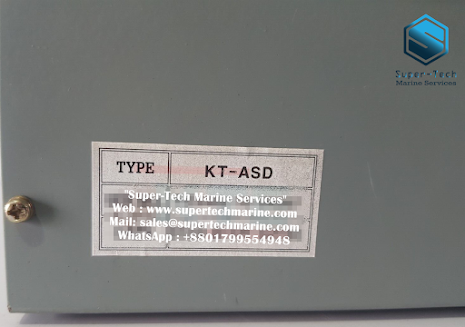 Super-Tech
Marine Services
TYPE KT-ASD
"Super-Tech Marine Services"
Web : www.supertechmarine.com
Mail: sales@supertechmarine.com
WhatsApp : +8801799554948